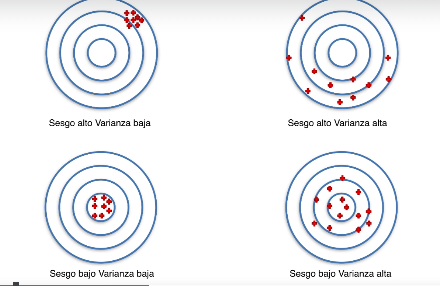 Sesgo alto Varianza baja
Sesgo alto Varianza alta
Sesgo bajo Varianza baja
Sesgo bajo Varianza alta